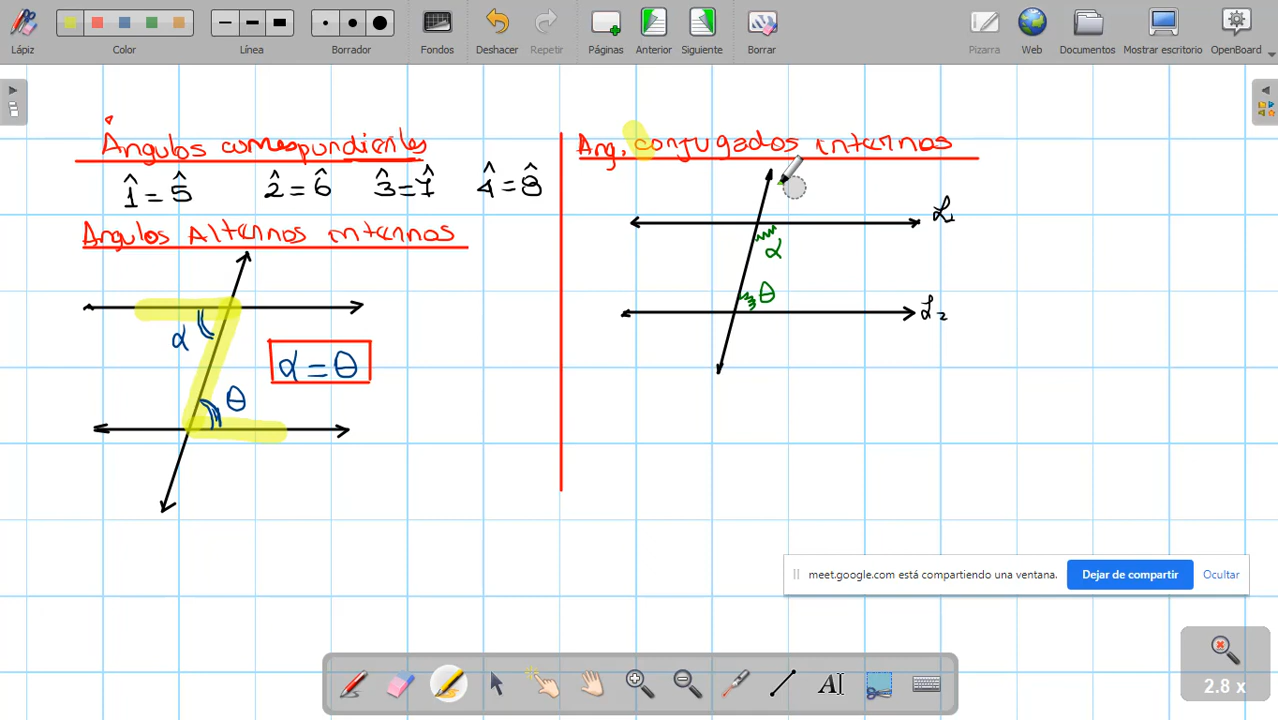 Lápiz
Color
Línea
Borrador
Fondos
Deshacer
Repetir
Páginas
Anterior
Siguiente
Borrar
Pizarra
Web
Documentos
Mostrar escritorio
OpenBoard
Ángulos correspondientes
1̂ = 5̂ 2̂ = 6̂ 3̂ = 7̂ 4̂ = 8̂
Angulos Alternos internos
α
θ
α = θ
Ang. conjugados internos
L₁
α
θ
L₂
meet.google.com está compartiendo una ventana.
Dejar de compartir
Ocultar
AI
2.8 x